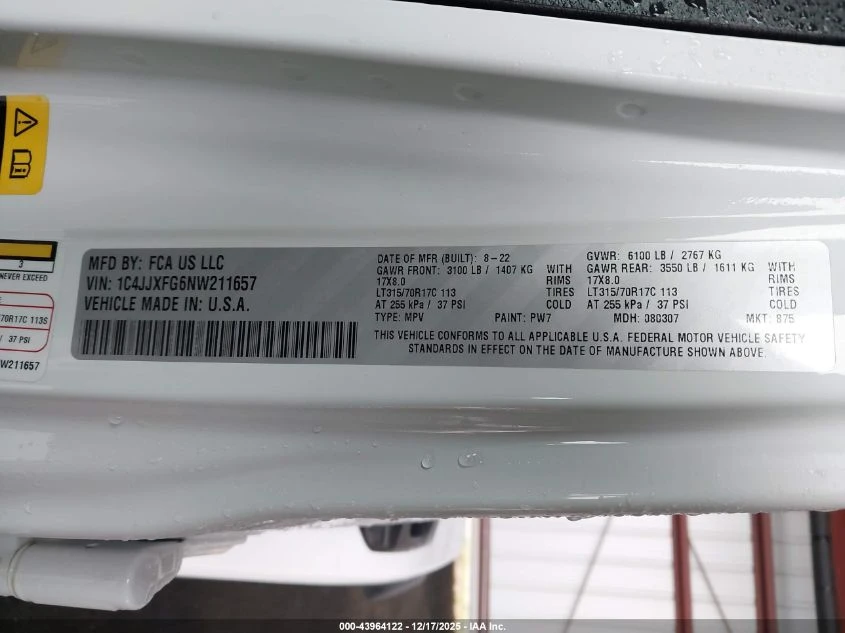 3
NEVER EXCEED
70R17C 113S
/ 37 PSI
W211657
MFD BY: FCA US LLC
VIN: 1C4JJXFG6NW211657
VEHICLE MADE IN U.S.A.
DATE OF MFR (BUILT): 8-22
GAWR FRONT: 3100 LB / 1407 KG WITH
17X8.0 RIMS
LT315/70R17C 113 TIRES
AT 255 kPa / 37 PSI COLD
TYPE: MPV PAINT: PW7
GVWR: 6100 LB / 2767 KG
GAWR REAR: 3550 LB / 1611 KG WITH
17X8.0 RIMS
LT315/70R17C 113 TIRES
AT 255 kPa / 37 PSI COLD
MDH: 080307 MKT: 875
THIS VEHICLE CONFORMS TO ALL APPLICABLE U.S.A. FEDERAL MOTOR VEHICLE SAFETY
STANDARDS IN EFFECT ON THE DATE OF MANUFACTURE SHOWN ABOVE.
000-43964122 - 12/17/2025 - IAA Inc.